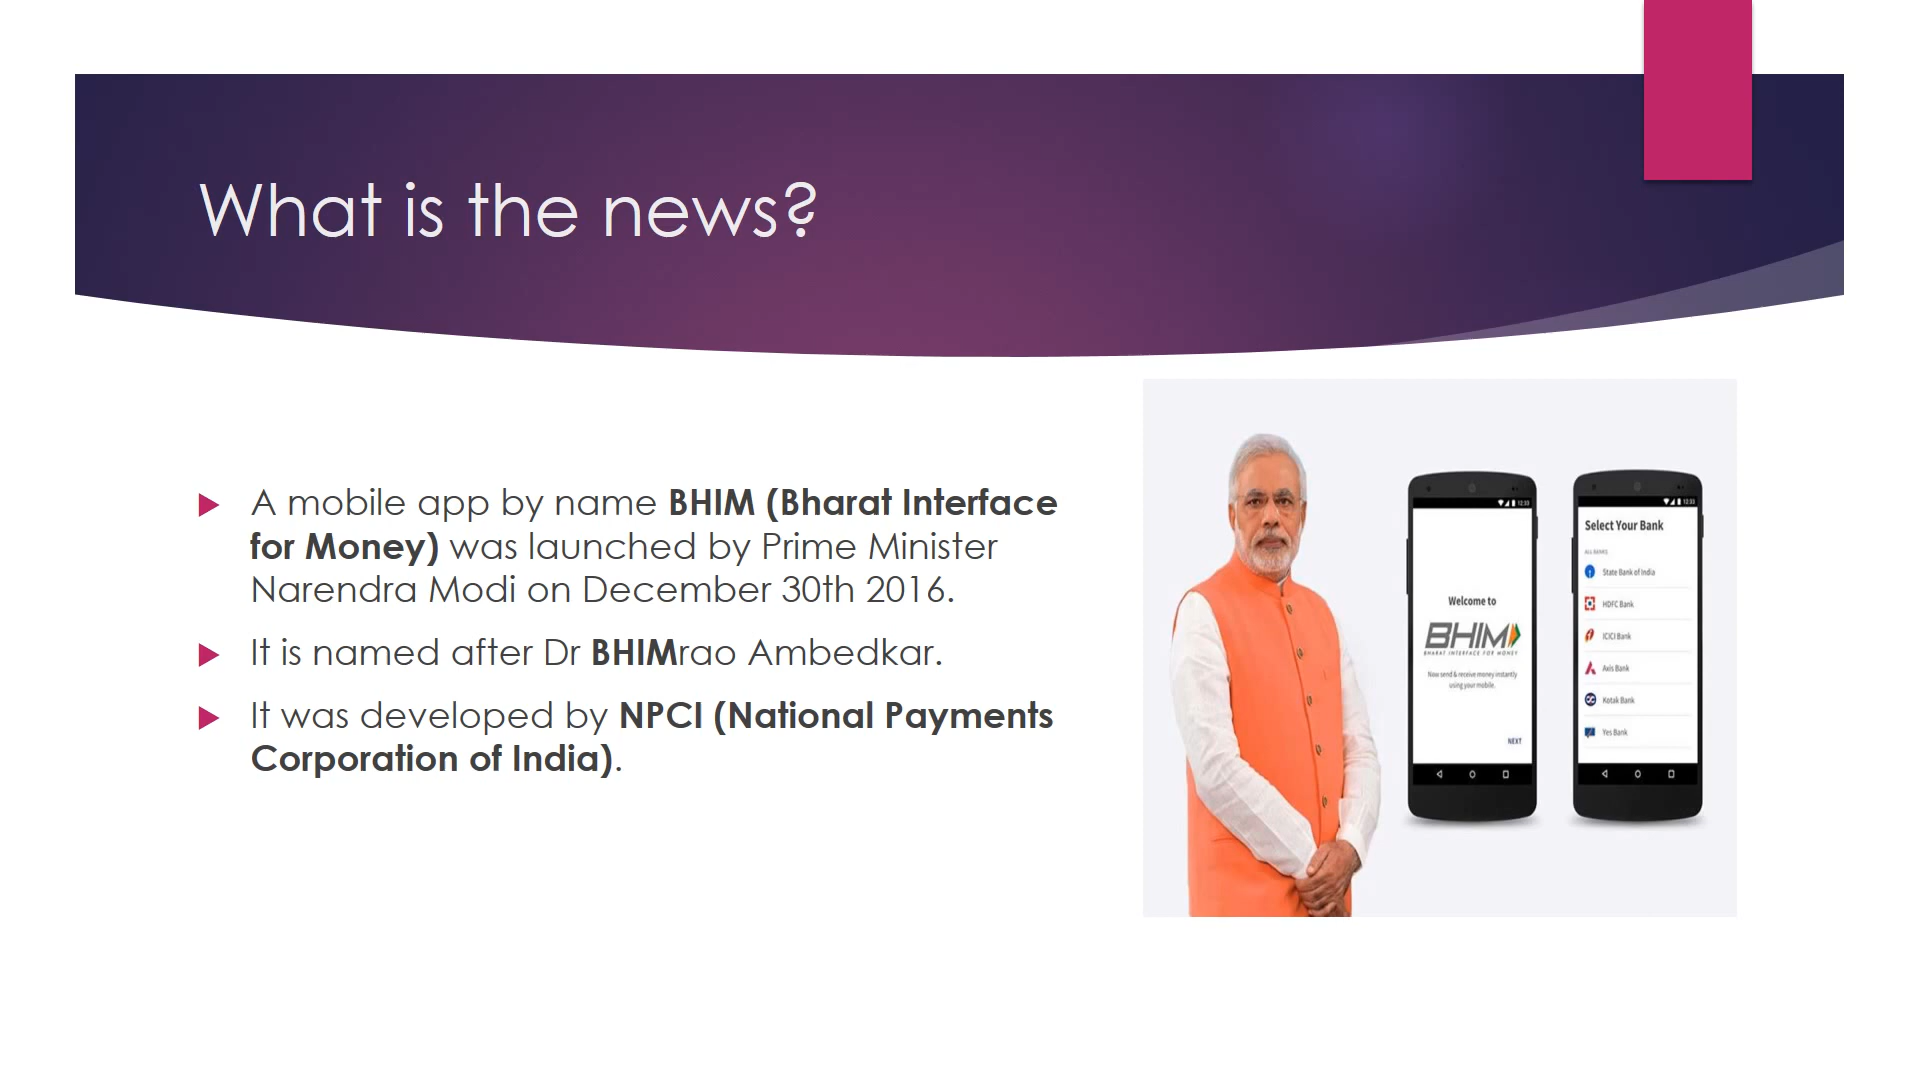 What is the news?
A mobile app by name BHIM (Bharat Interface
for Money) was launched by Prime Minister
Narendra Modi on December 30th 2016.
It is named after Dr BHIMrao Ambedkar.
It was developed by NPCI (National Payments
Corporation of India).
12:33
Welcome to
BHIM
BHARAT INTERFACE FOR MONEY
Now send & receive money instantly
using your mobile.
NEXT
12:33
Select Your Bank
ALL BANKS
State Bank of India
HDFC Bank
ICICI Bank
Axis Bank
Kotak Bank
Yes Bank